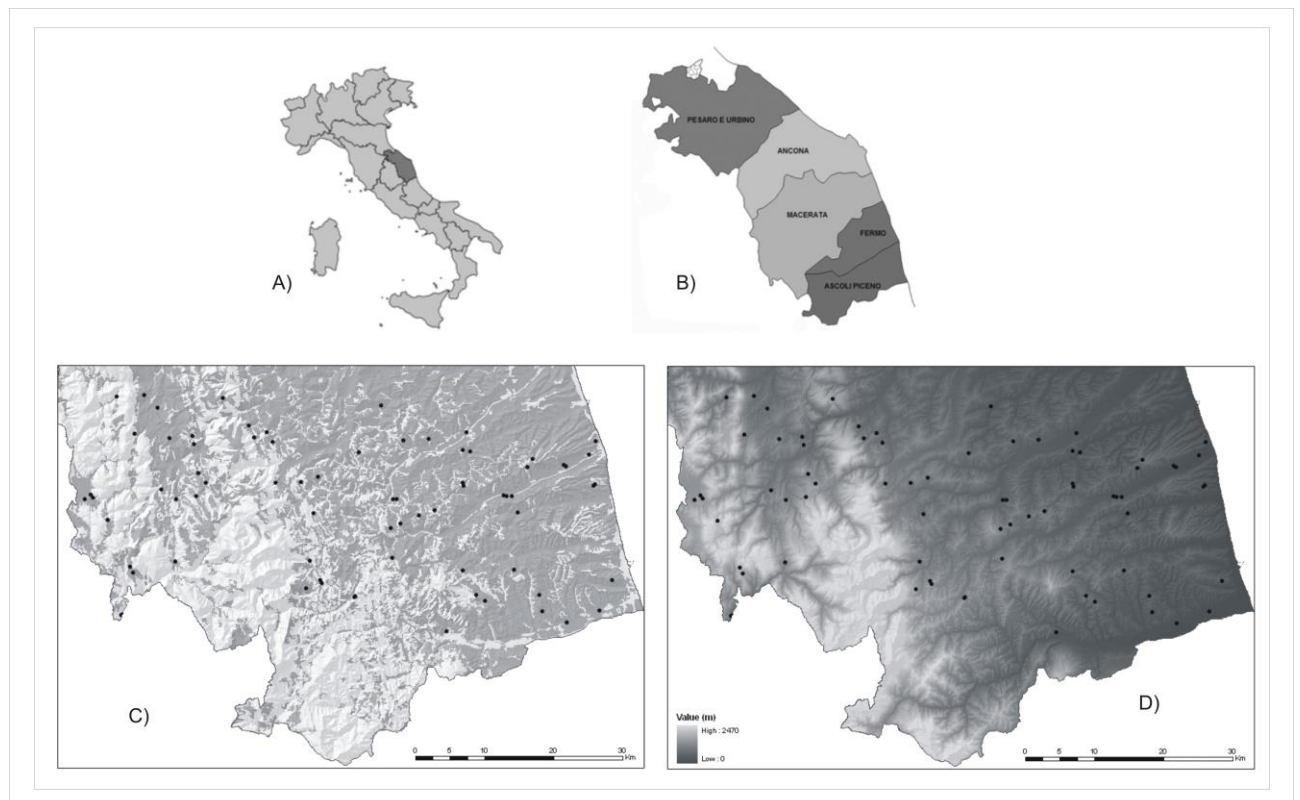 PESARO E URBINO
ANCONA
MACERATA
FERMO
ASCOLI PICENO
A)
B)
C)
0 5 10 20 30
Km
D)
Value (m)
High : 2470
Low : 0
0 5 10 20 30
Km